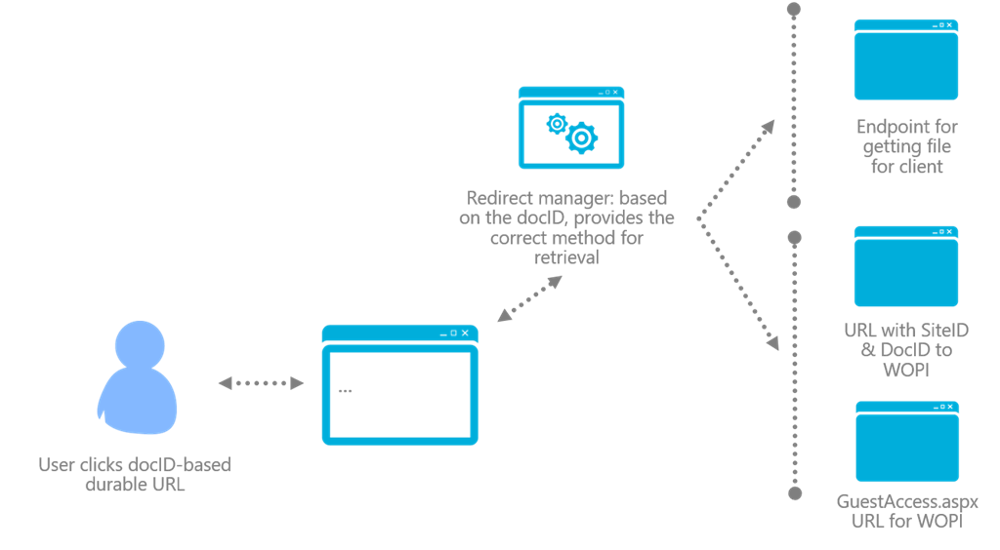 Endpoint for
getting file
for client
Redirect manager: based
on the docID, provides the
correct method for
retrieval
URL with SiteID
& DocID to
WOPI
...
User clicks docID-based
durable URL
GuestAccess.aspx
URL for WOPI